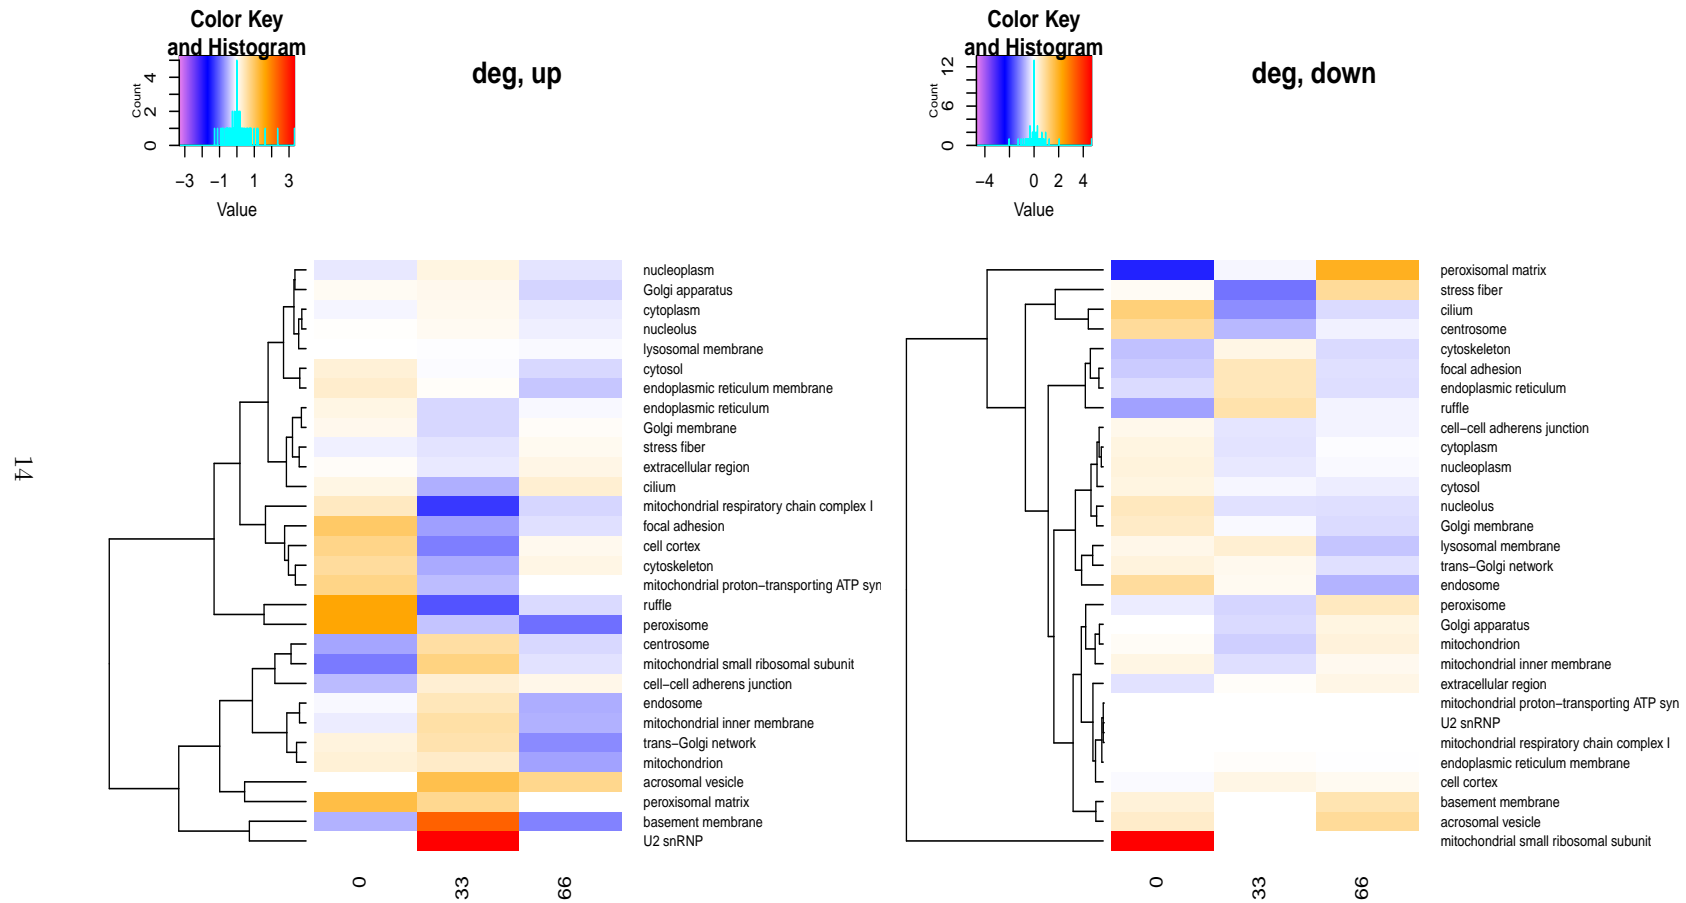 Color Key
and Histogram
deg, up
Count
0 2 4
−3 −1 1 3
Value
nucleoplasm
Golgi apparatus
cytoplasm
nucleolus
lysosomal membrane
cytosol
endoplasmic reticulum membrane
endoplasmic reticulum
Golgi membrane
stress fiber
extracellular region
cilium
mitochondrial respiratory chain complex I
focal adhesion
cell cortex
cytoskeleton
mitochondrial proton−transporting ATP syn
ruffle
peroxisome
centrosome
mitochondrial small ribosomal subunit
cell−cell adherens junction
endosome
mitochondrial inner membrane
trans−Golgi network
mitochondrion
acrosomal vesicle
peroxisomal matrix
basement membrane
U2 snRNP
0 33 66
Color Key
and Histogram
deg, down
Count
0 6 12
−4 0 2 4
Value
peroxisomal matrix
stress fiber
cilium
centrosome
cytoskeleton
focal adhesion
endoplasmic reticulum
ruffle
cell−cell adherens junction
cytoplasm
nucleoplasm
cytosol
nucleolus
Golgi membrane
lysosomal membrane
trans−Golgi network
endosome
peroxisome
Golgi apparatus
mitochondrion
mitochondrial inner membrane
extracellular region
mitochondrial proton−transporting ATP syn
U2 snRNP
mitochondrial respiratory chain complex I
endoplasmic reticulum membrane
cell cortex
basement membrane
acrosomal vesicle
mitochondrial small ribosomal subunit
0 33 66
14